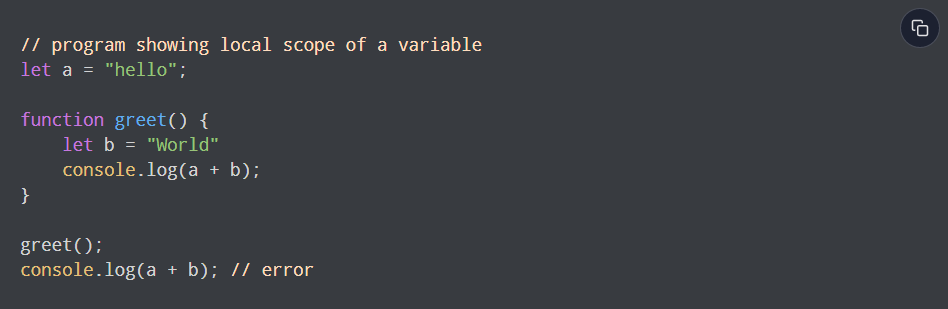 // program showing local scope of a variable
let a = "hello";
function greet() {
    let b = "World"
    console.log(a + b);
}
greet();
console.log(a + b); // error